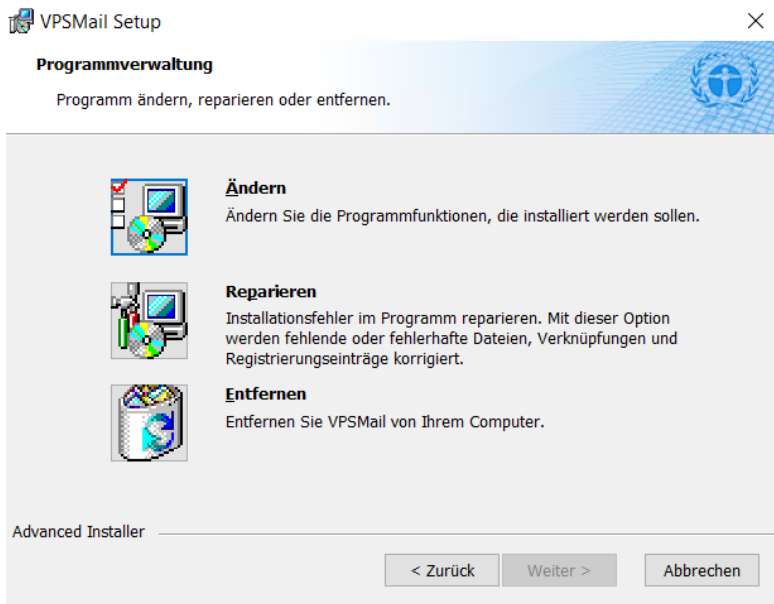 VPSMail Setup
Programmverwaltung
Programm ändern, reparieren oder entfernen.
Ändern
Ändern Sie die Programmfunktionen, die installiert werden sollen.
Reparieren
Installationsfehler im Programm reparieren. Mit dieser Option
werden fehlende oder fehlerhafte Dateien, Verknüpfungen und
Registrierungseinträge korrigiert.
Entfernen
Entfernen Sie VPSMail von Ihrem Computer.
Advanced Installer
< Zurück
Weiter >
Abbrechen